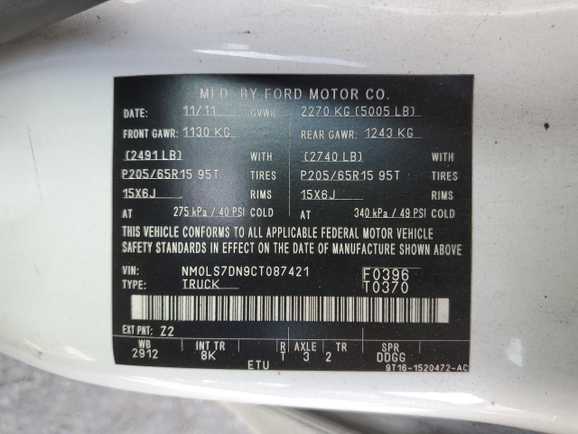 MFD. BY FORD MOTOR CO.
DATE: 11/11 GVWR 2270 KG (5005 LB)
FRONT GAWR: 1130 KG REAR GAWR: 1243 KG
(2491 LB) WITH (2740 LB) WITH
P205/65R15 95T TIRES P205/65R15 95T TIRES
15X6J RIMS 15X6J RIMS
AT 275 kPa / 40 PSI COLD AT 340 kPa / 49 PSI COLD
THIS VEHICLE CONFORMS TO ALL APPLICABLE FEDERAL MOTOR VEHICLE
SAFETY STANDARDS IN EFFECT ON THE DATE OF MANUFACTURE SHOWN ABOVE
VIN: NM0LS7DN9CT087421 F0396
TYPE: TRUCK T0370
EXT PNT: Z2
WB INT TR R AXLE TR SPR
2912 8K T 3 2 DDGG
ETU 9T16-1520472-AC